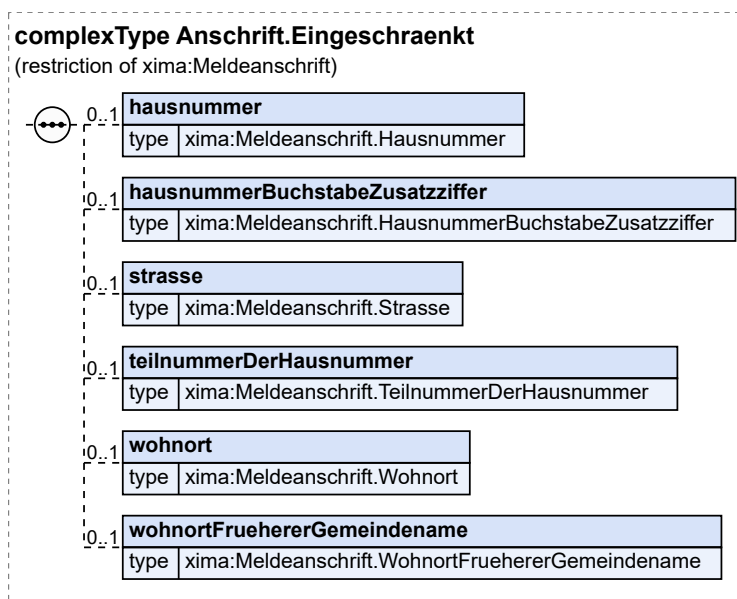 complexType Anschrift.Eingeschraenkt
(restriction of xima:Meldeanschrift)
0..1 hausnummer
type xima:Meldeanschrift.Hausnummer
0..1 hausnummerBuchstabeZusatzziffer
type xima:Meldeanschrift.HausnummerBuchstabeZusatzziffer
0..1 strasse
type xima:Meldeanschrift.Strasse
0..1 teilnummerDerHausnummer
type xima:Meldeanschrift.TeilnummerDerHausnummer
0..1 wohnort
type xima:Meldeanschrift.Wohnort
0..1 wohnortFruehererGemeindename
type xima:Meldeanschrift.WohnortFruehererGemeindename